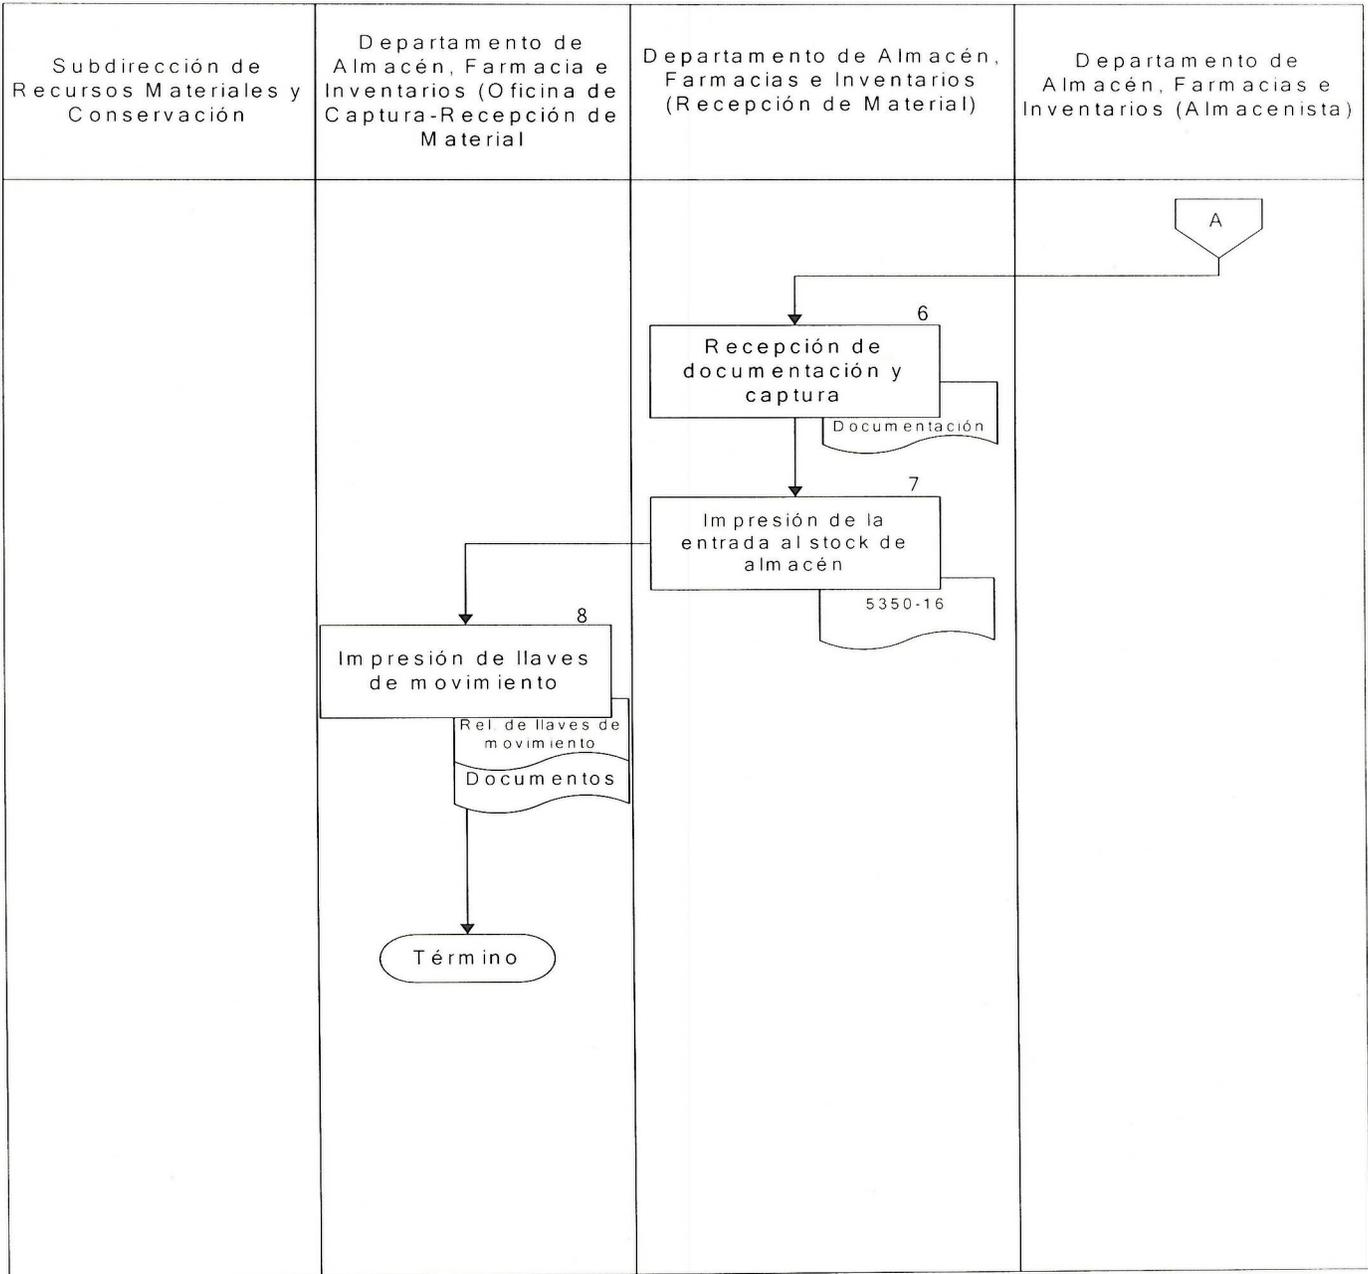 Subdirección de
Recursos Materiales y
Conservación
Departamento de
Almacén, Farmacia e
Inventarios (Oficina de
Captura-Recepción de
Material
Departamento de Almacén,
Farmacias e Inventarios
(Recepción de Material)
Departamento de
Almacén, Farmacias e
Inventarios (Almacenista)
A
6
Recepción de
documentación y
captura
Documentación
7
Impresión de la
entrada al stock de
almacén
5350-16
8
Impresión de llaves
de movimiento
Rel. de llaves de
movimiento
Documentos
Término